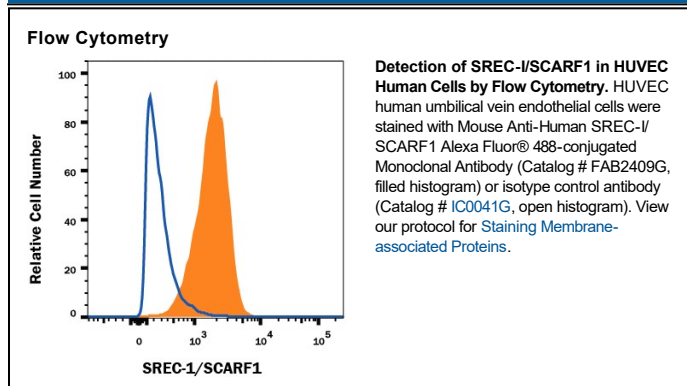 Flow Cytometry
100
80
60
40
20
0
Relative Cell Number
0
10³
10⁴
10⁵
SREC-1/SCARF1
Detection of SREC-I/SCARF1 in HUVEC
Human Cells by Flow Cytometry. HUVEC
human umbilical vein endothelial cells were
stained with Mouse Anti-Human SREC-I/
SCARF1 Alexa Fluor® 488-conjugated
Monoclonal Antibody (Catalog # FAB2409G,
filled histogram) or isotype control antibody
(Catalog # IC0041G, open histogram). View
our protocol for Staining Membrane-
associated Proteins.